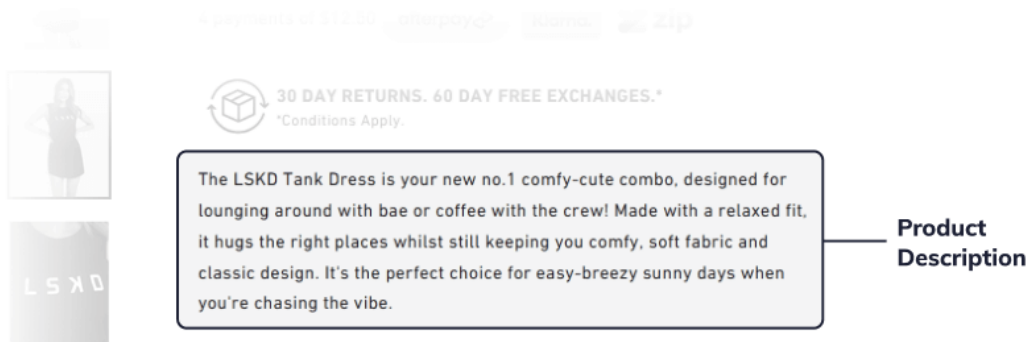 4 payments of $12.50 afterpay Klarna. zip
30 DAY RETURNS. 60 DAY FREE EXCHANGES.*
*Conditions Apply.
The LSKD Tank Dress is your new no.1 comfy-cute combo, designed for
lounging around with bae or coffee with the crew! Made with a relaxed fit,
it hugs the right places whilst still keeping you comfy, soft fabric and
classic design. It's the perfect choice for easy-breezy sunny days when
you're chasing the vibe.
Product
Description
LSKD